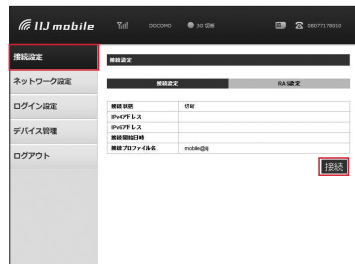 IIJ mobile
DOCOMO
3G 切断
08077178010
接続設定
ネットワーク設定
ログイン設定
デバイス管理
ログアウト
接続設定
接続設定
RAS設定
接続状態 切断
IPv4アドレス
IPv6アドレス
接続開始日時
接続プロファイル名 mobile@iij
接続